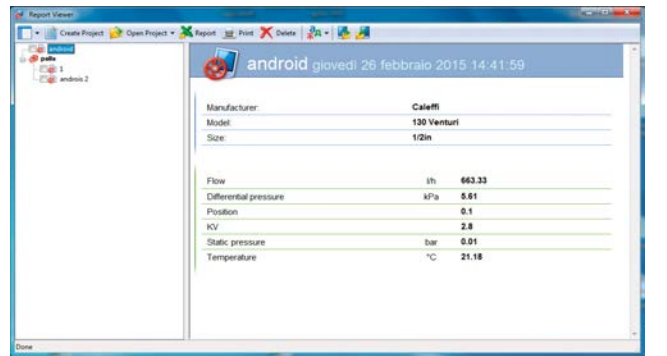 Report Viewer
Create Project Open Project Report Print Delete
android
palla
1
androis 2
android giovedì 26 febbraio 2015 14:41:59
Manufacturer: Caleffi
Model: 130 Venturi
Size: 1/2in
Flow l/h 663.33
Differential pressure kPa 5.61
Position 0.1
KV 2.8
Static pressure bar 0.01
Temperature °C 21.18
Done